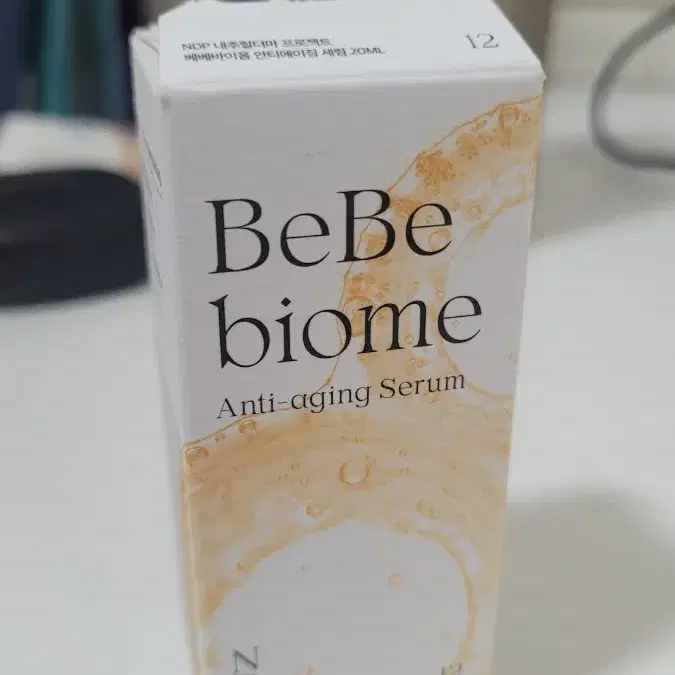 NDP 내추럴더마 프로젝트
베베바이옴 안티에이징 세럼 20ML
12
BeBe
biome
Anti-aging Serum